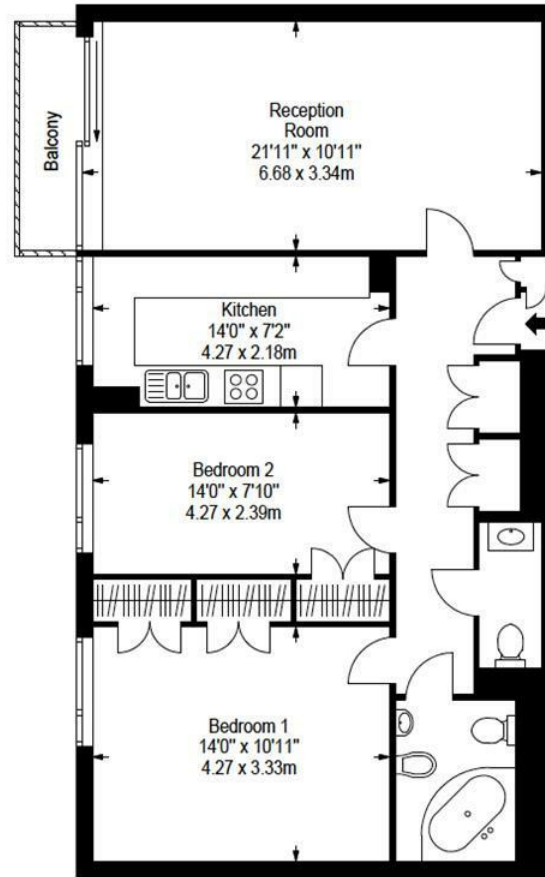 Balcony
Reception
Room
21'11" x 10'11"
6.68 x 3.34m
Kitchen
14'0" x 7'2"
4.27 x 2.18m
Bedroom 2
14'0" x 7'10"
4.27 x 2.39m
Bedroom 1
14'0" x 10'11"
4.27 x 3.33m